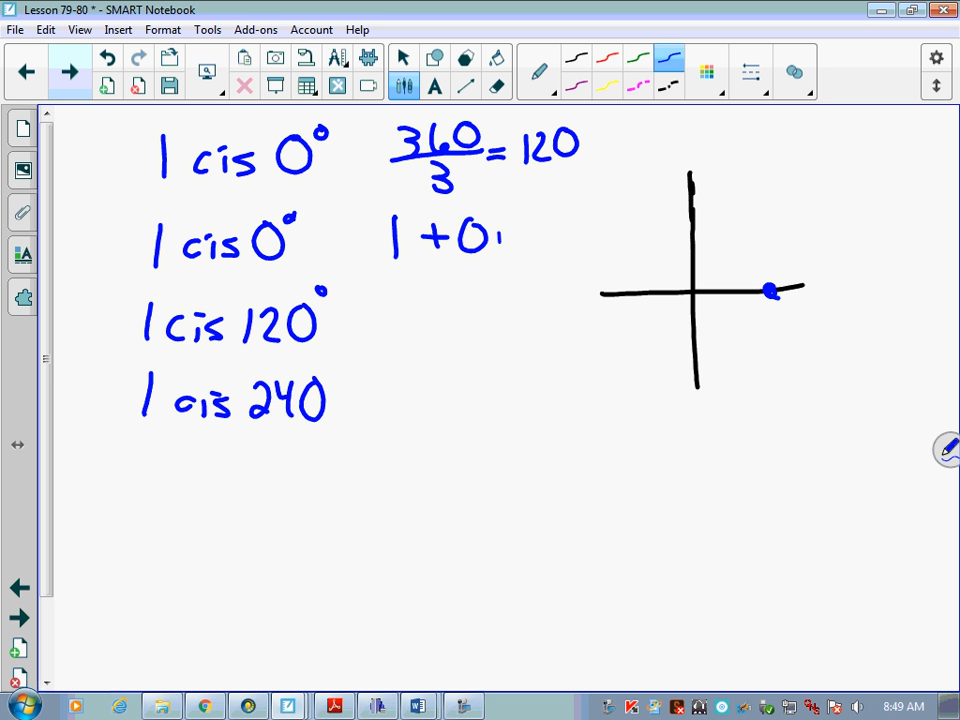 Lesson 79-80 * - SMART Notebook
File Edit View Insert Format Tools Add-ons Account Help
1 cis 0° 360/3 = 120
1 cis 0° 1 + 0i
1 cis 120°
1 cis 240
8:49 AM